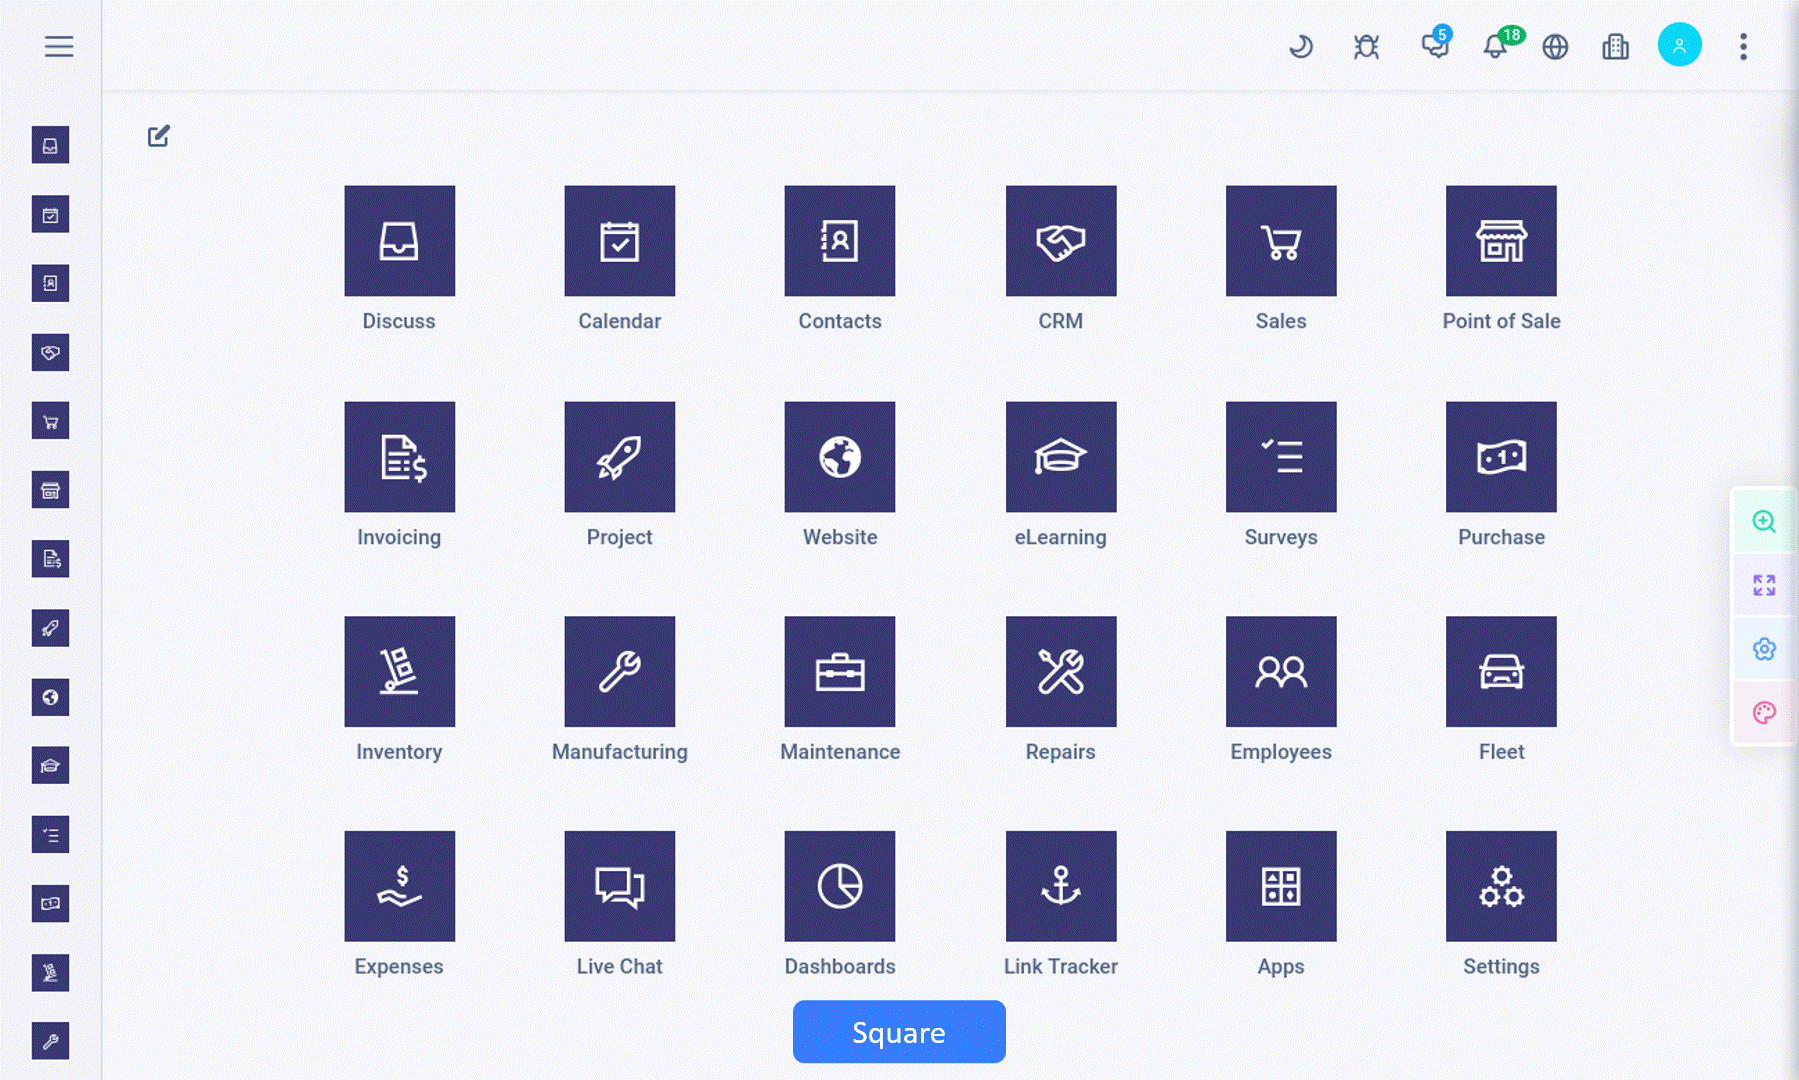 5
18
Discuss
Calendar
Contacts
CRM
Sales
Point of Sale
Invoicing
Project
Website
eLearning
Surveys
Purchase
Inventory
Manufacturing
Maintenance
Repairs
Employees
Fleet
Expenses
Live Chat
Dashboards
Link Tracker
Apps
Settings
Square